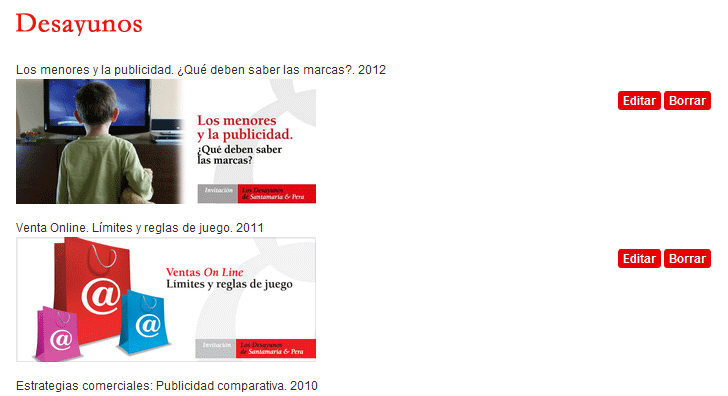 Desayunos
Los menores y la publicidad. ¿Qué deben saber las marcas?. 2012
Los menores
y la publicidad.
¿Qué deben saber
las marcas?
Invitación
Los Desayunos
de Santamaría & Pera
Editar Borrar
Venta Online. Límites y reglas de juego. 2011
Ventas On Line
Límites y reglas de juego
@
@
@
Invitación
Los Desayunos
de Santamaría & Pera
Editar Borrar
Estrategias comerciales: Publicidad comparativa. 2010